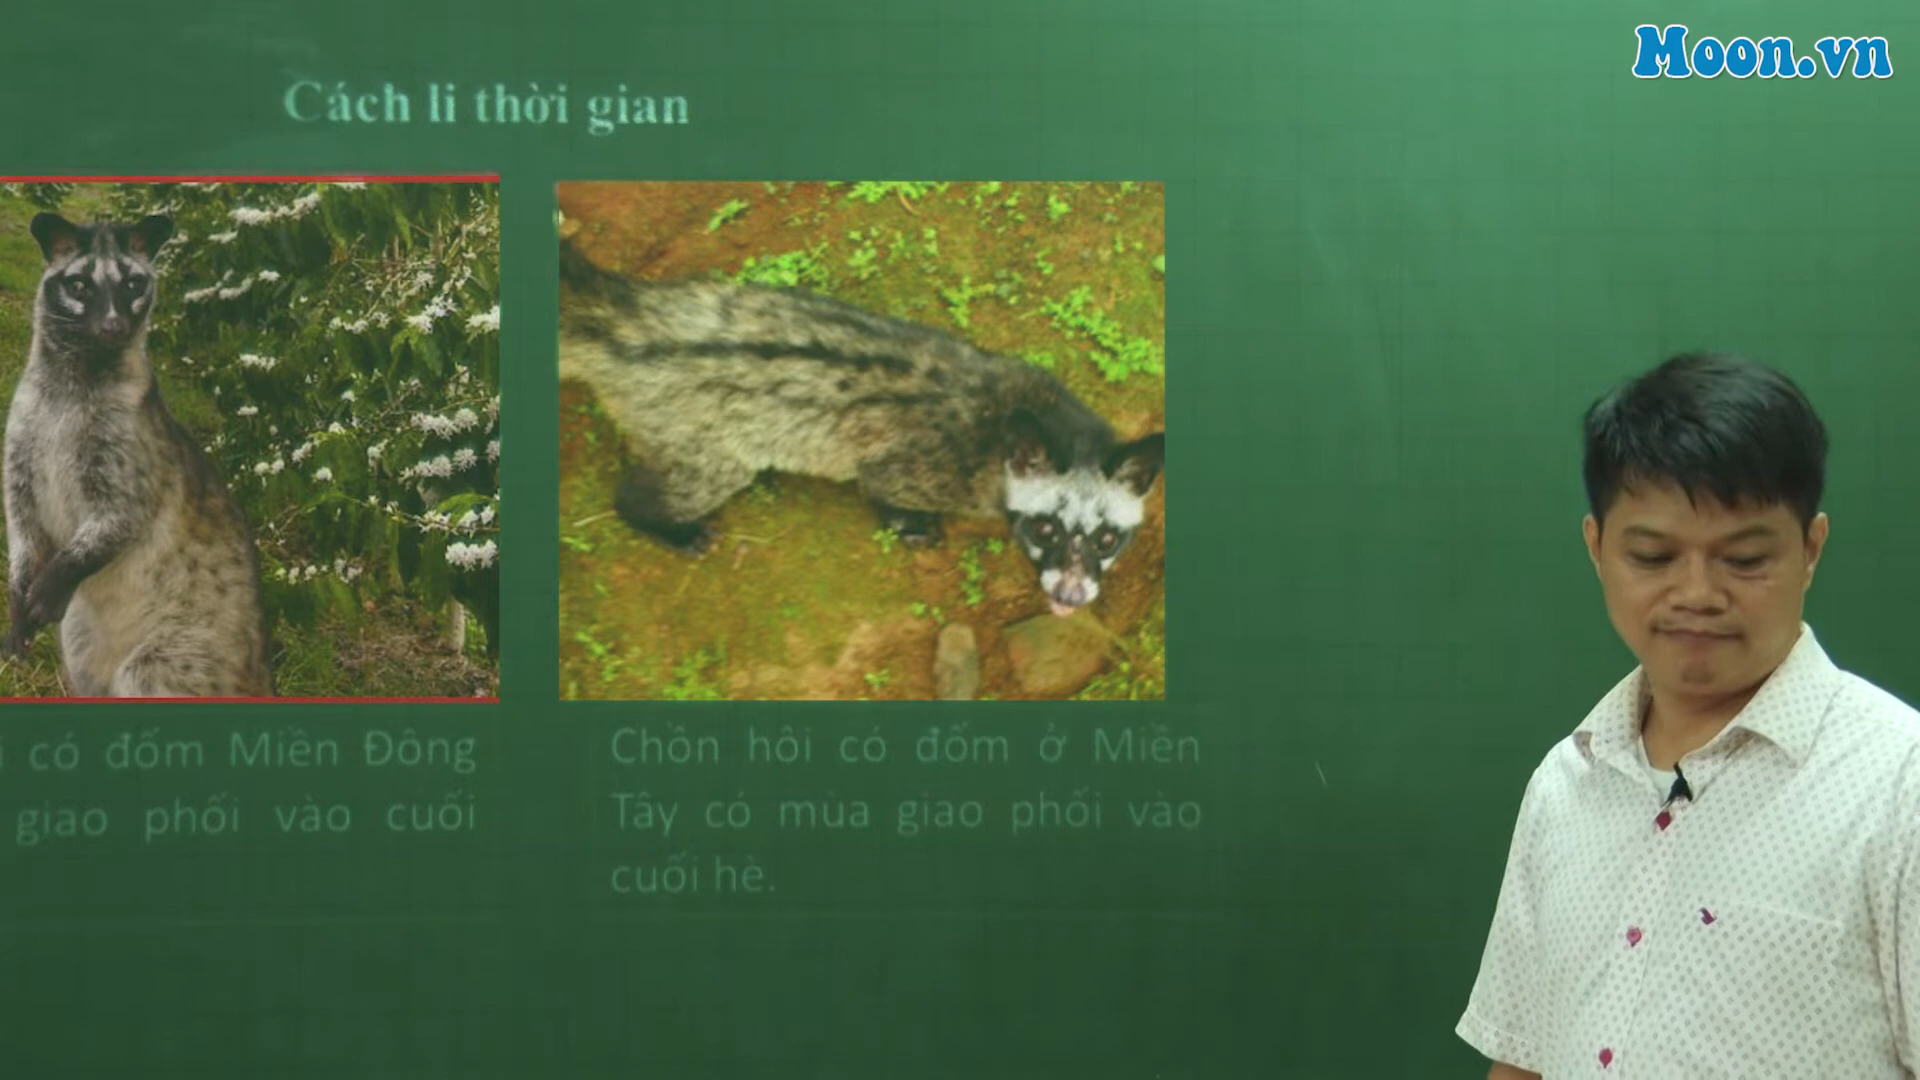 Moon.vn
Cách li thời gian
có đốm Miền Đông
giao phối vào cuối
Chồn hôi có đốm ở Miền
Tây có mùa giao phối vào
cuối hè.